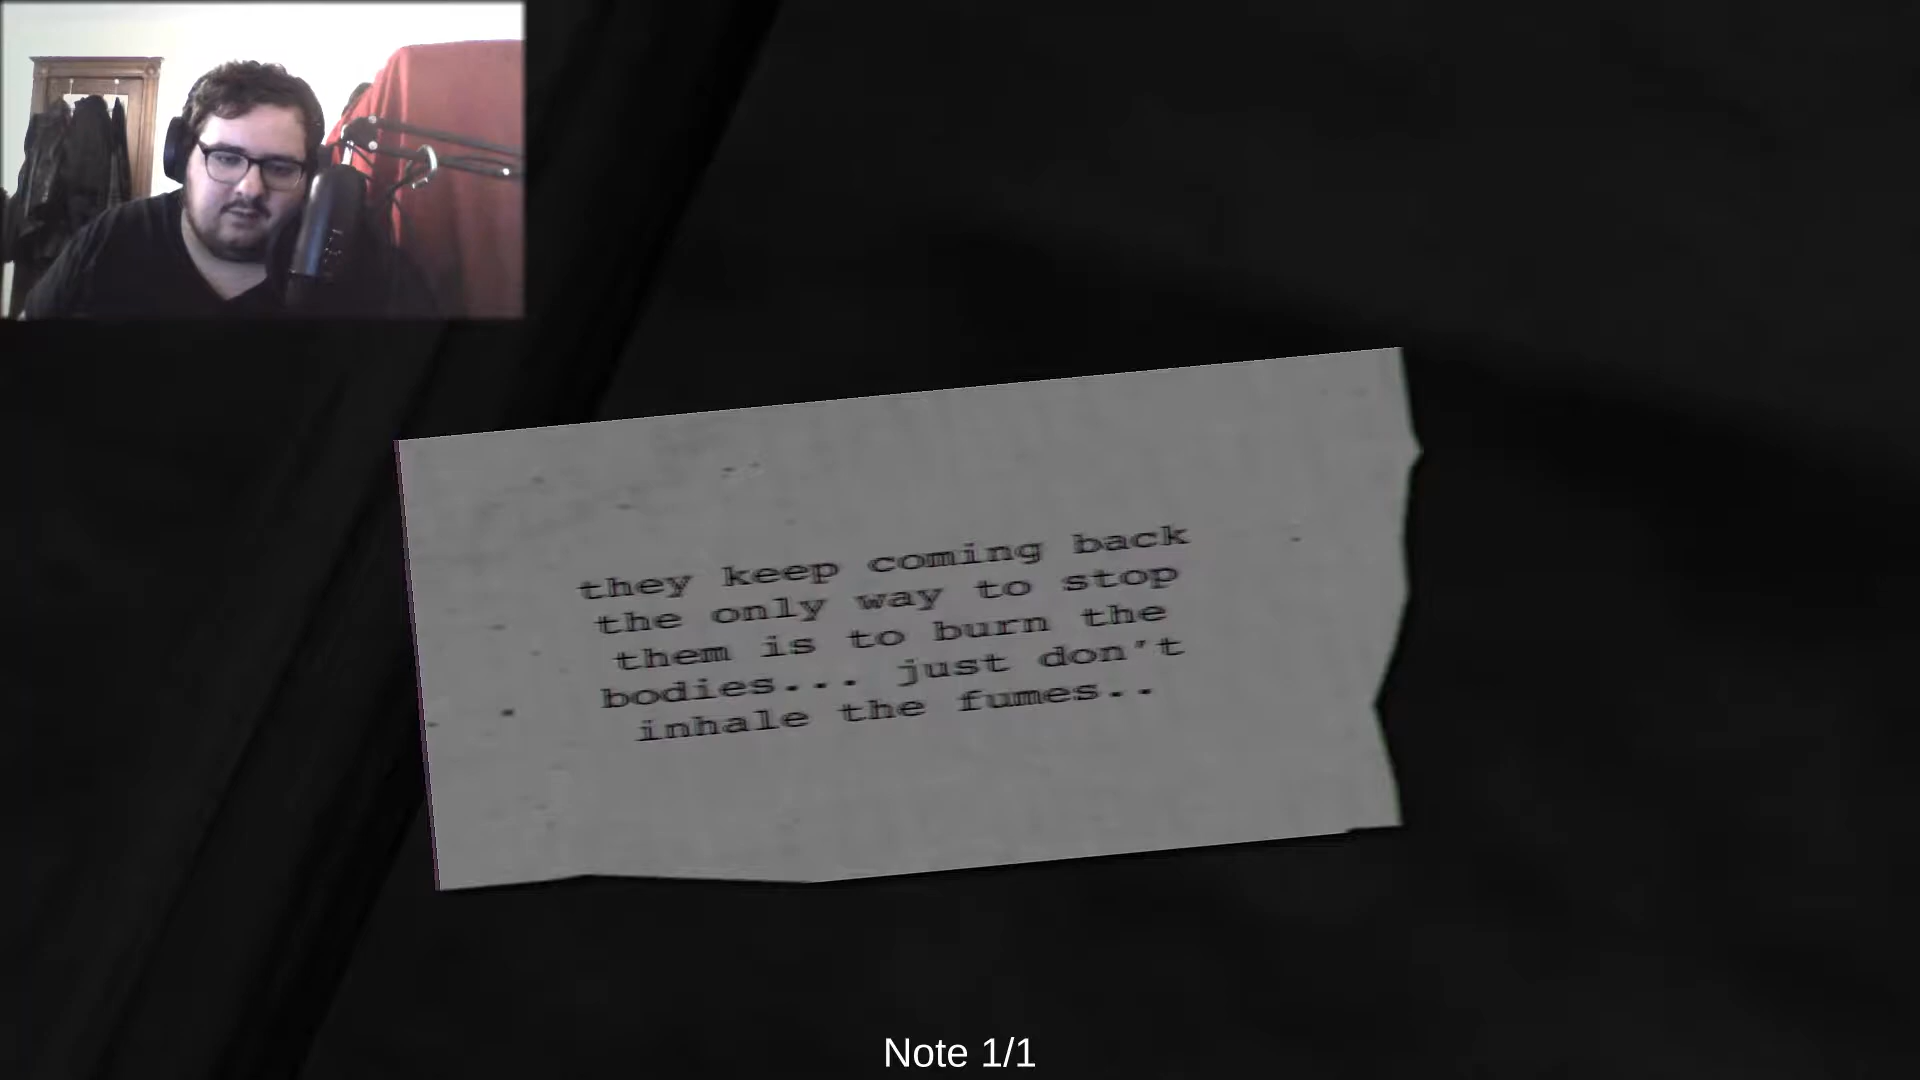 they keep coming back
the only way to stop
them is to burn the
bodies... just don't
inhale the fumes..
Note 1/1